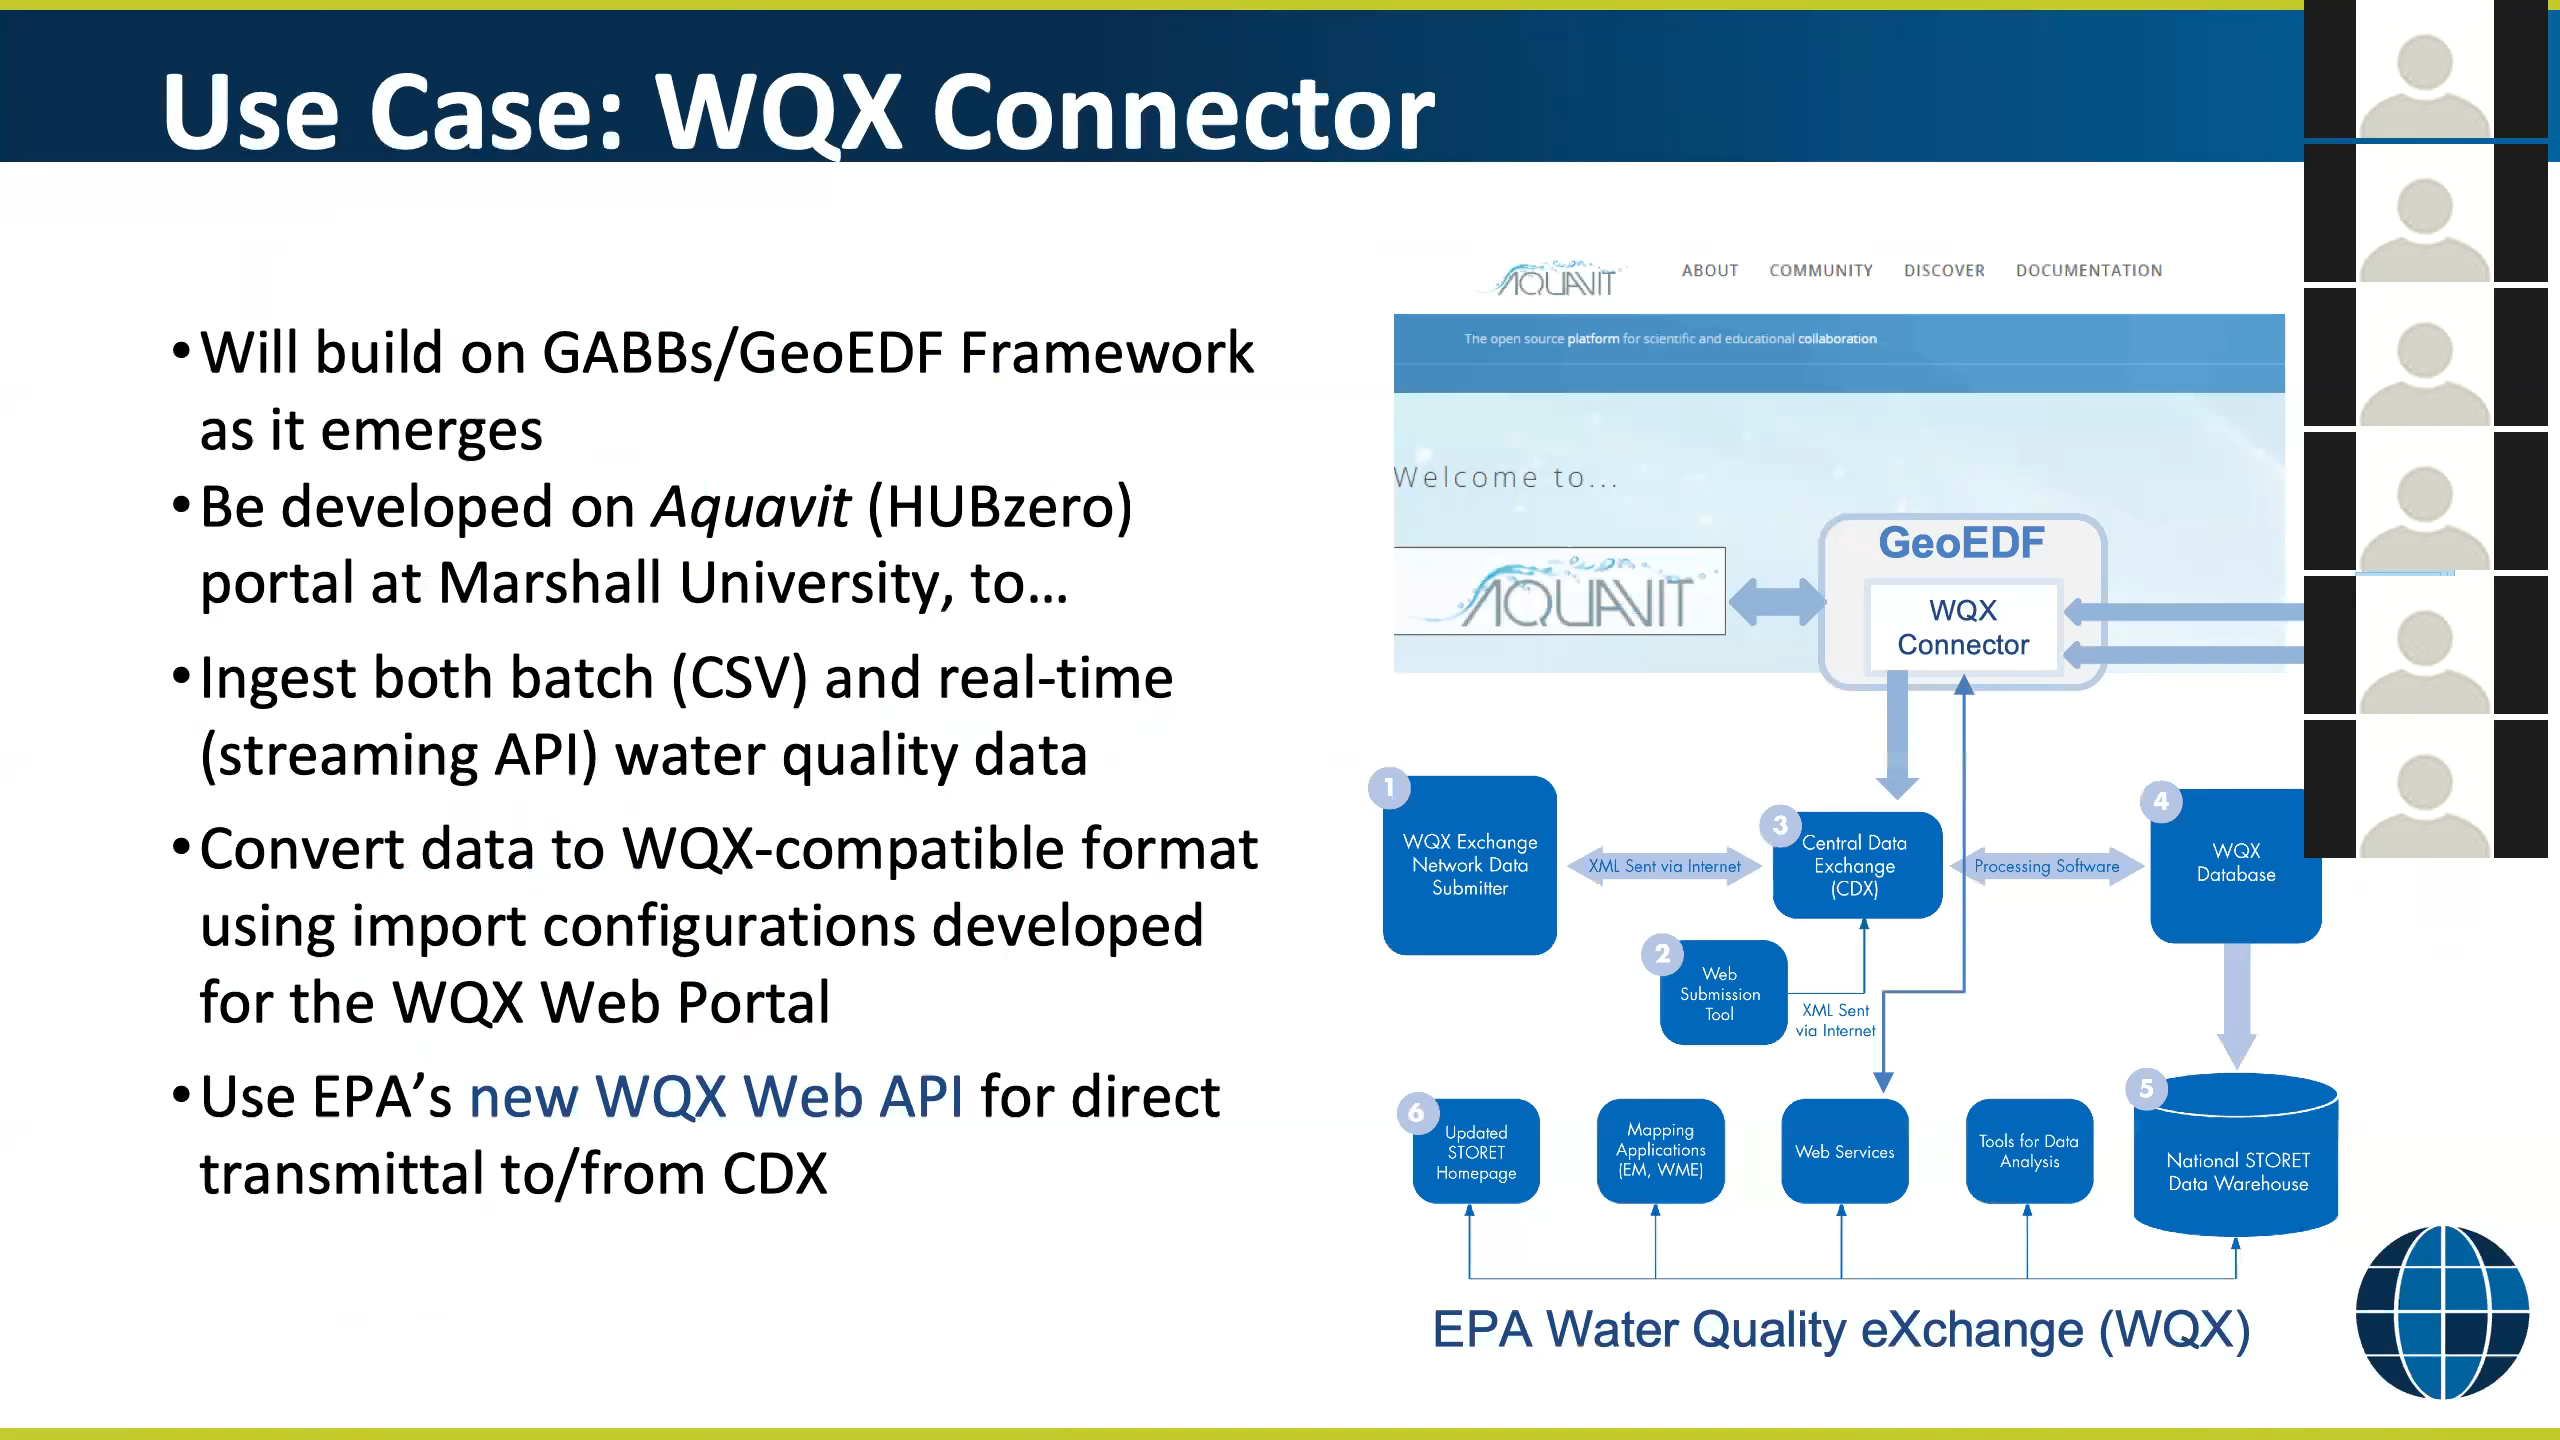 Use Case: WQX Connector
•Will build on GABBs/GeoEDF Framework
as it emerges
•Be developed on Aquavit (HUBzero)
portal at Marshall University, to...
•Ingest both batch (CSV) and real-time
(streaming API) water quality data
•Convert data to WQX-compatible format
using import configurations developed
for the WQX Web Portal
•Use EPA’s new WQX Web API for direct
transmittal to/from CDX
AQUAVIT ABOUT COMMUNITY DISCOVER DOCUMENTATION
The open source platform for scientific and educational collaboration
Welcome to...
AQUAVIT
GeoEDF
WQX
Connector
1
WQX Exchange
Network Data
Submitter
XML Sent via Internet
3
Central Data
Exchange
(CDX)
Processing Software
4
WQX
Database
2
Web
Submission
Tool
XML Sent
via Internet
6
Updated
STORET
Homepage
Mapping
Applications
(EM, WME)
Web Services
Tools for Data
Analysis
5
National STORET
Data Warehouse
EPA Water Quality eXchange (WQX)